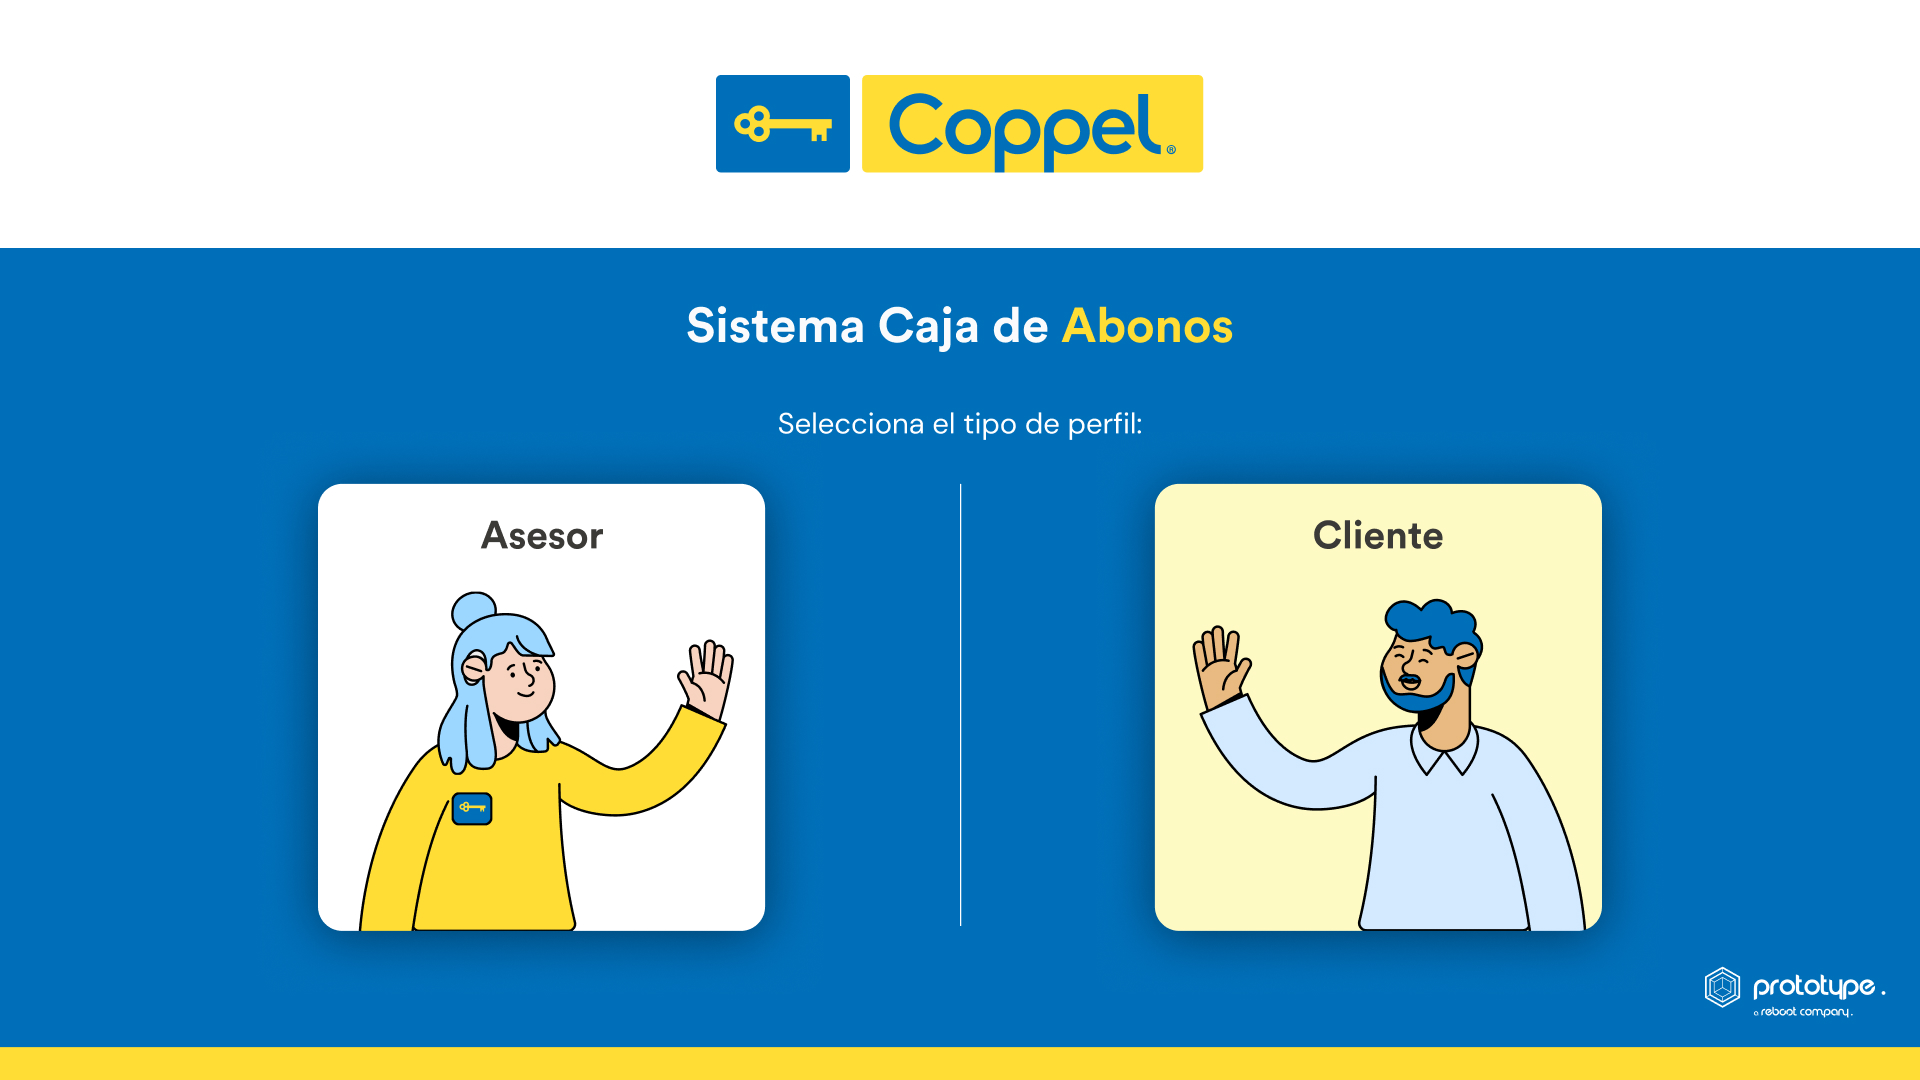 Coppel®
Sistema Caja de Abonos
Selecciona el tipo de perfil:
Asesor
Cliente
prototype.
a reboot company.